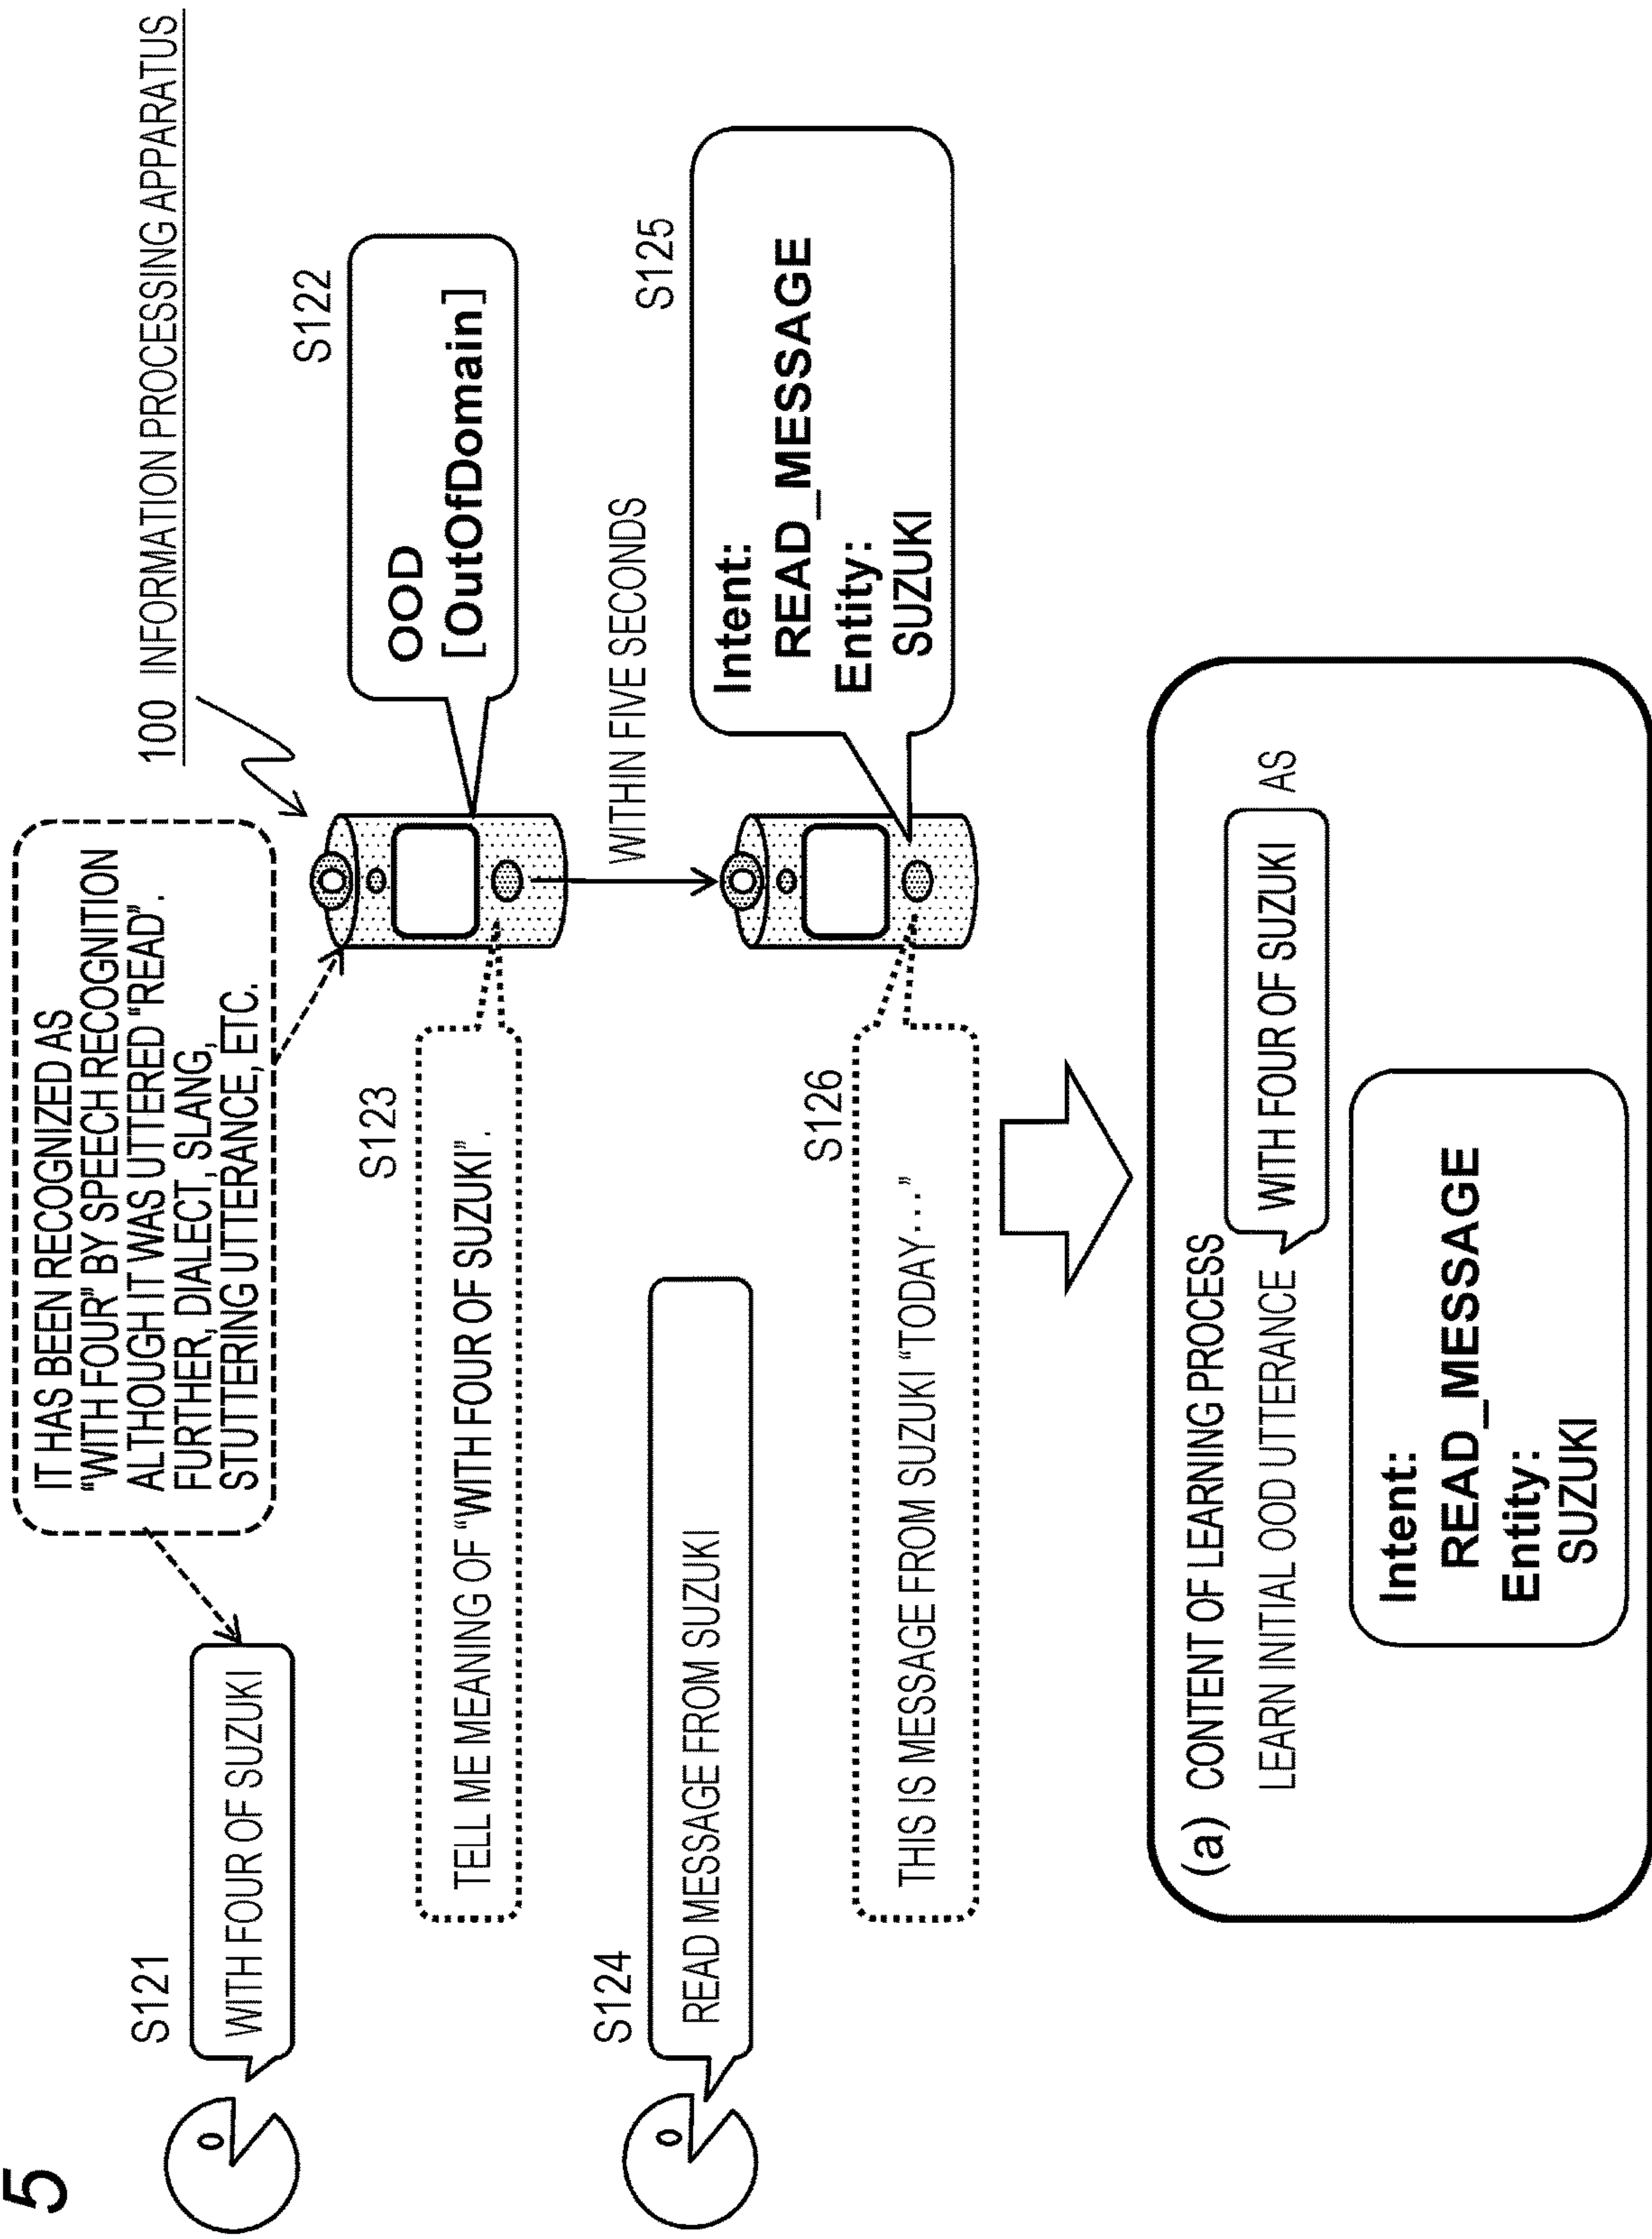 5
100 INFORMATION PROCESSING APPARATUS
IT HAS BEEN RECOGNIZED AS
"WITH FOUR" BY SPEECH RECOGNITION
ALTHOUGH IT WAS UTTERED "READ".
FURTHER, DIALECT, SLANG,
STUTTERING UTTERANCE, ETC.
S121
WITH FOUR OF SUZUKI
S122
OOD
[OutOfDomain]
S123
TELL ME MEANING OF "WITH FOUR OF SUZUKI".
WITHIN FIVE SECONDS
S124
READ MESSAGE FROM SUZUKI
S125
Intent:
READ_MESSAGE
Entity:
SUZUKI
S126
THIS IS MESSAGE FROM SUZUKI "TODAY...."
(a) CONTENT OF LEARNING PROCESS
LEARN INITIAL OOD UTTERANCE WITH FOUR OF SUZUKI AS
Intent:
READ_MESSAGE
Entity:
SUZUKI